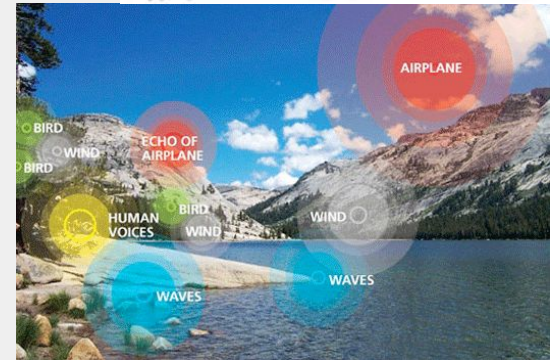 AIRPLANE
BIRD
ECHO OF
AIRPLANE
WIND
BIRD
BIRD
WIND
HUMAN
VOICES
WIND
WAVES
WAVES